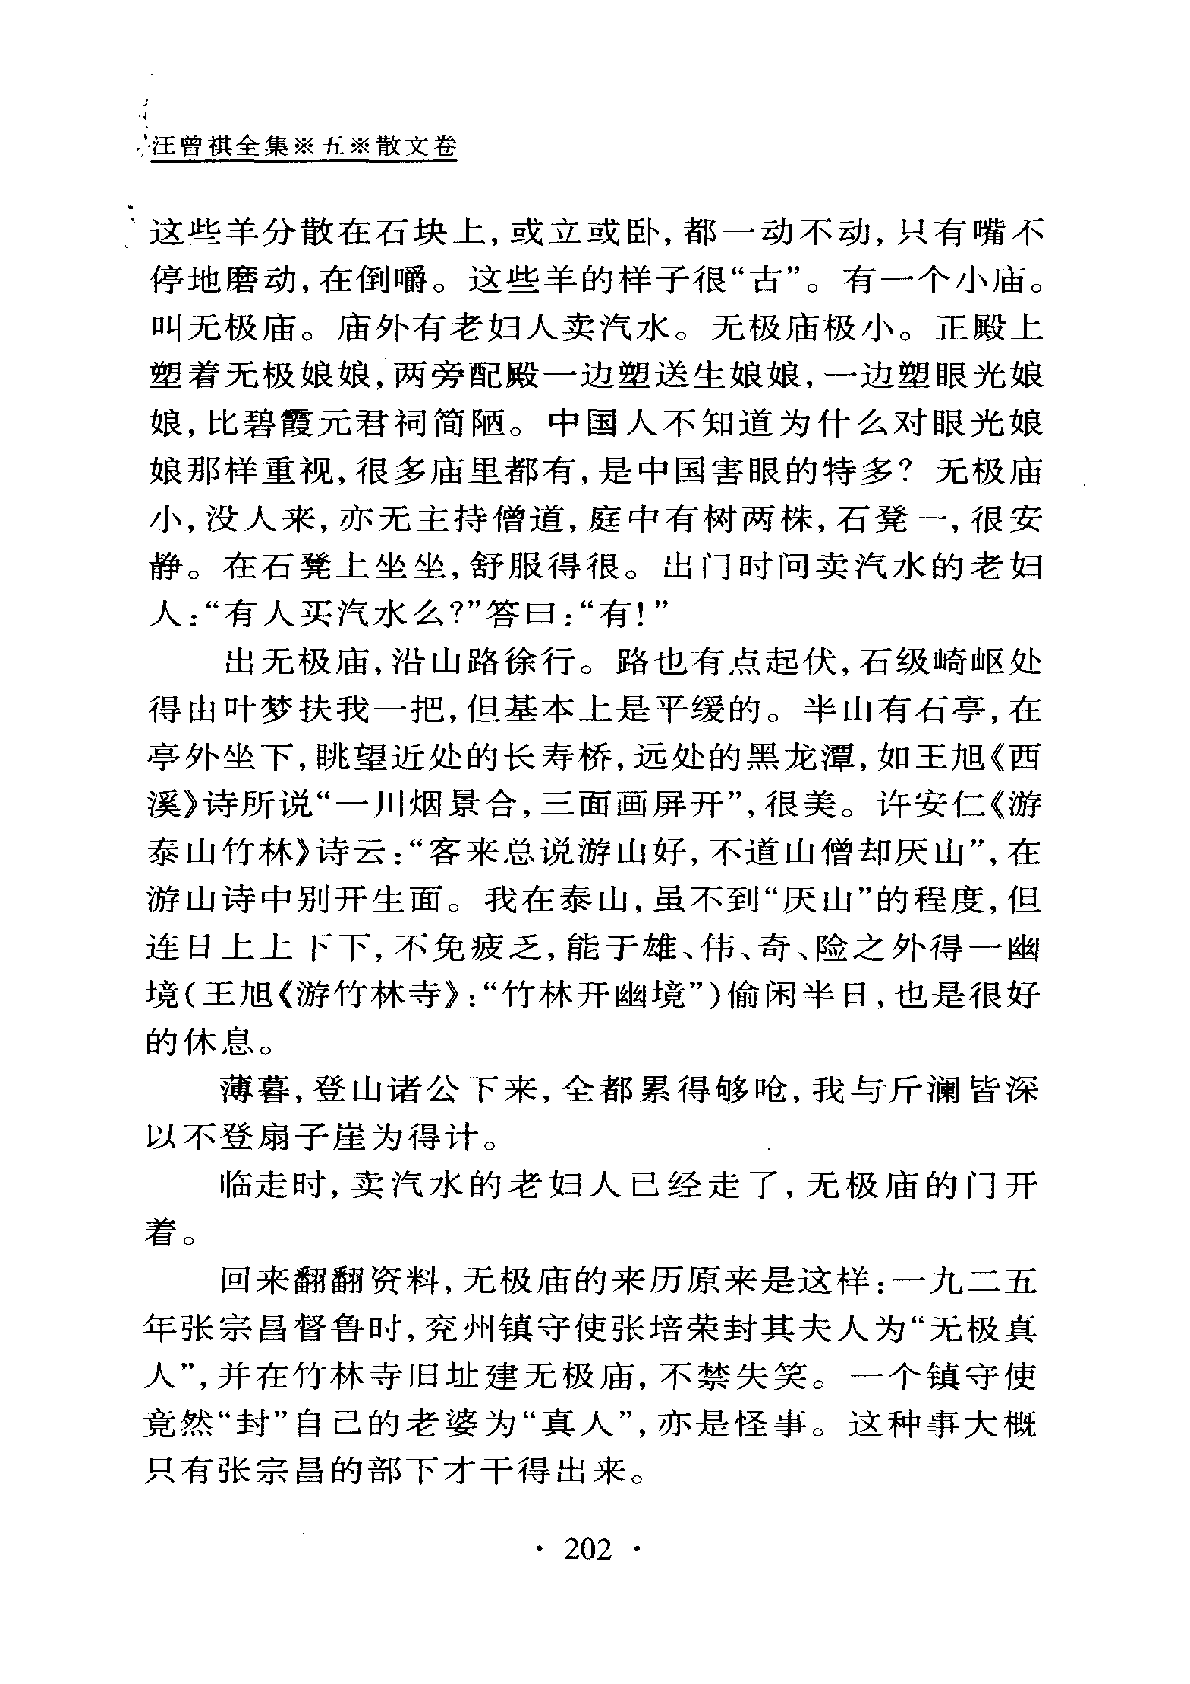 汪曾祺全集※五※散文卷
这些羊分散在石块上,或立或卧,都一动不动,只有嘴不
停地磨动,在倒嚼。这些羊的样子很“古”。有一个小庙。
叫无极庙。庙外有老妇人卖汽水。无极庙极小。正殿上
塑着无极娘娘,两旁配殿一边塑送生娘娘,一边塑眼光娘
娘,比碧霞元君祠简陋。中国人不知道为什么对眼光娘
娘那样重视,很多庙里都有,是中国害眼的特多?无极庙
小,没人来,亦无主持僧道,庭中有树两株,石凳一,很安
静。在石凳上坐坐,舒服得很。出门时问卖汽水的老妇
人:“有人买汽水么?”答曰:“有!”
出无极庙,沿山路徐行。路也有点起伏,石级崎岖处
得由叶梦扶我一把,但基本上是平缓的。半山有石亭,在
亭外坐下,眺望近处的长寿桥,远处的黑龙潭,如王旭《西
溪》诗所说“一川烟景合,三面画屏开”,很美。许安仁《游
泰山竹林》诗云:“客来总说游山好,不道山僧却厌山”,在
游山诗中别开生面。我在泰山,虽不到“厌山”的程度,但
连日上上下下,不免疲乏,能于雄、伟、奇、险之外得一幽
境(王旭《游竹林寺》:“竹林开幽境”)偷闲半日,也是很好
的休息。
薄暮,登山诸公下来,全都累得够呛,我与斤澜皆深
以不登扇子崖为得计。
临走时,卖汽水的老妇人已经走了,无极庙的门开
着。
回来翻翻资料,无极庙的来历原来是这样:一九二五
年张宗昌督鲁时,兖州镇守使张培荣封其夫人为“无极真
人”,并在竹林寺旧址建无极庙,不禁失笑。一个镇守使
竟然“封”自己的老婆为“真人”,亦是怪事。这种事大概
只有张宗昌的部下才干得出来。
· 202 ·